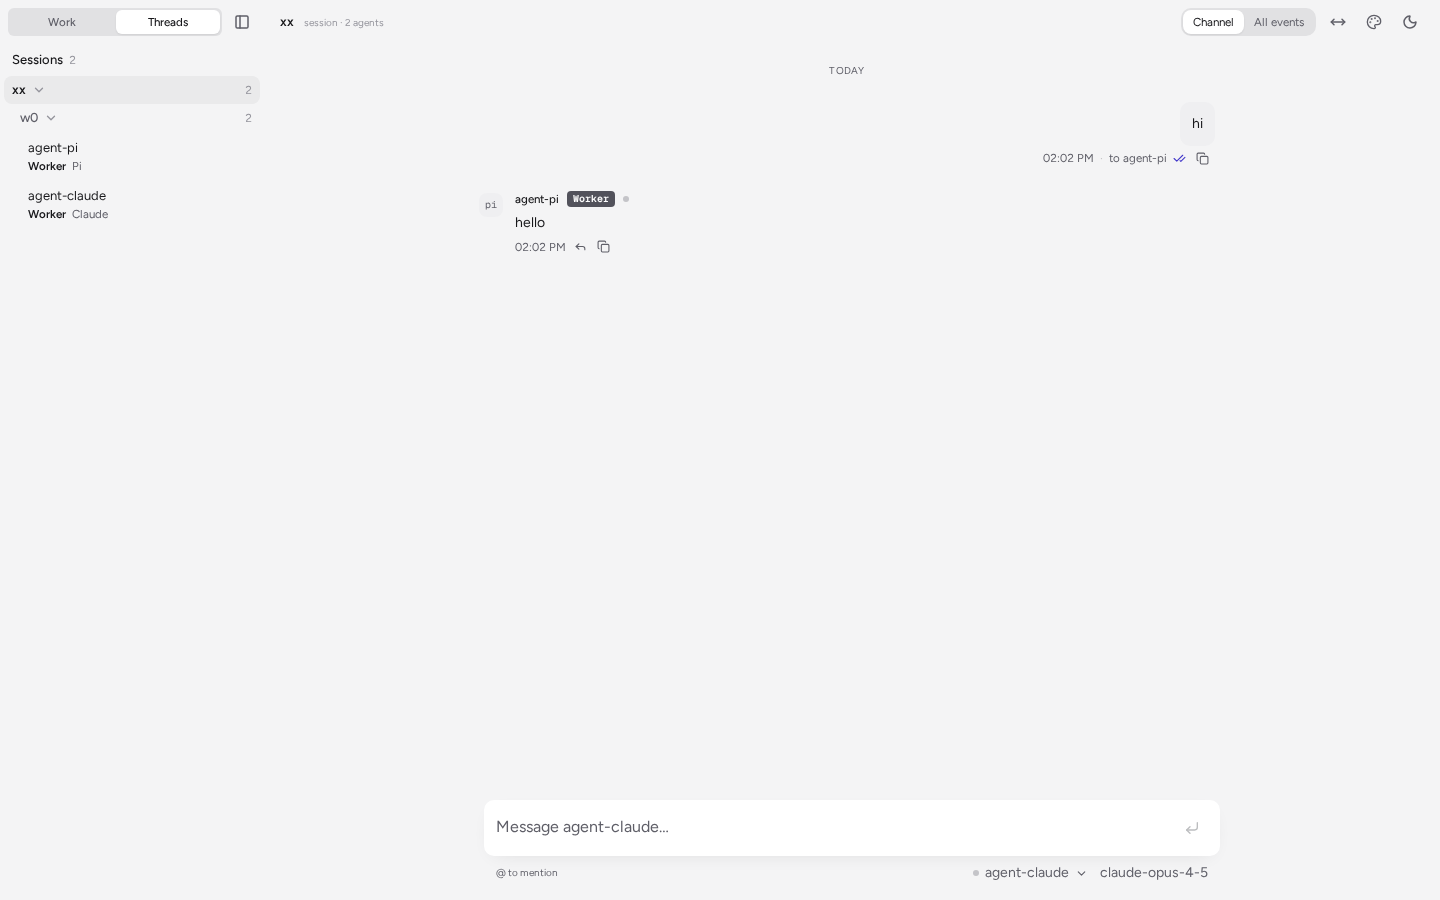 Work Threads xx session · 2 agents Channel All events
Sessions 2
TODAY
xx 2
w0 2
hi
agent-pi
Worker Pi
02:02 PM · to agent-pi
agent-claude
Worker Claude
pi agent-pi Worker
hello
02:02 PM
Message agent-claude...
@ to mention agent-claude claude-opus-4-5